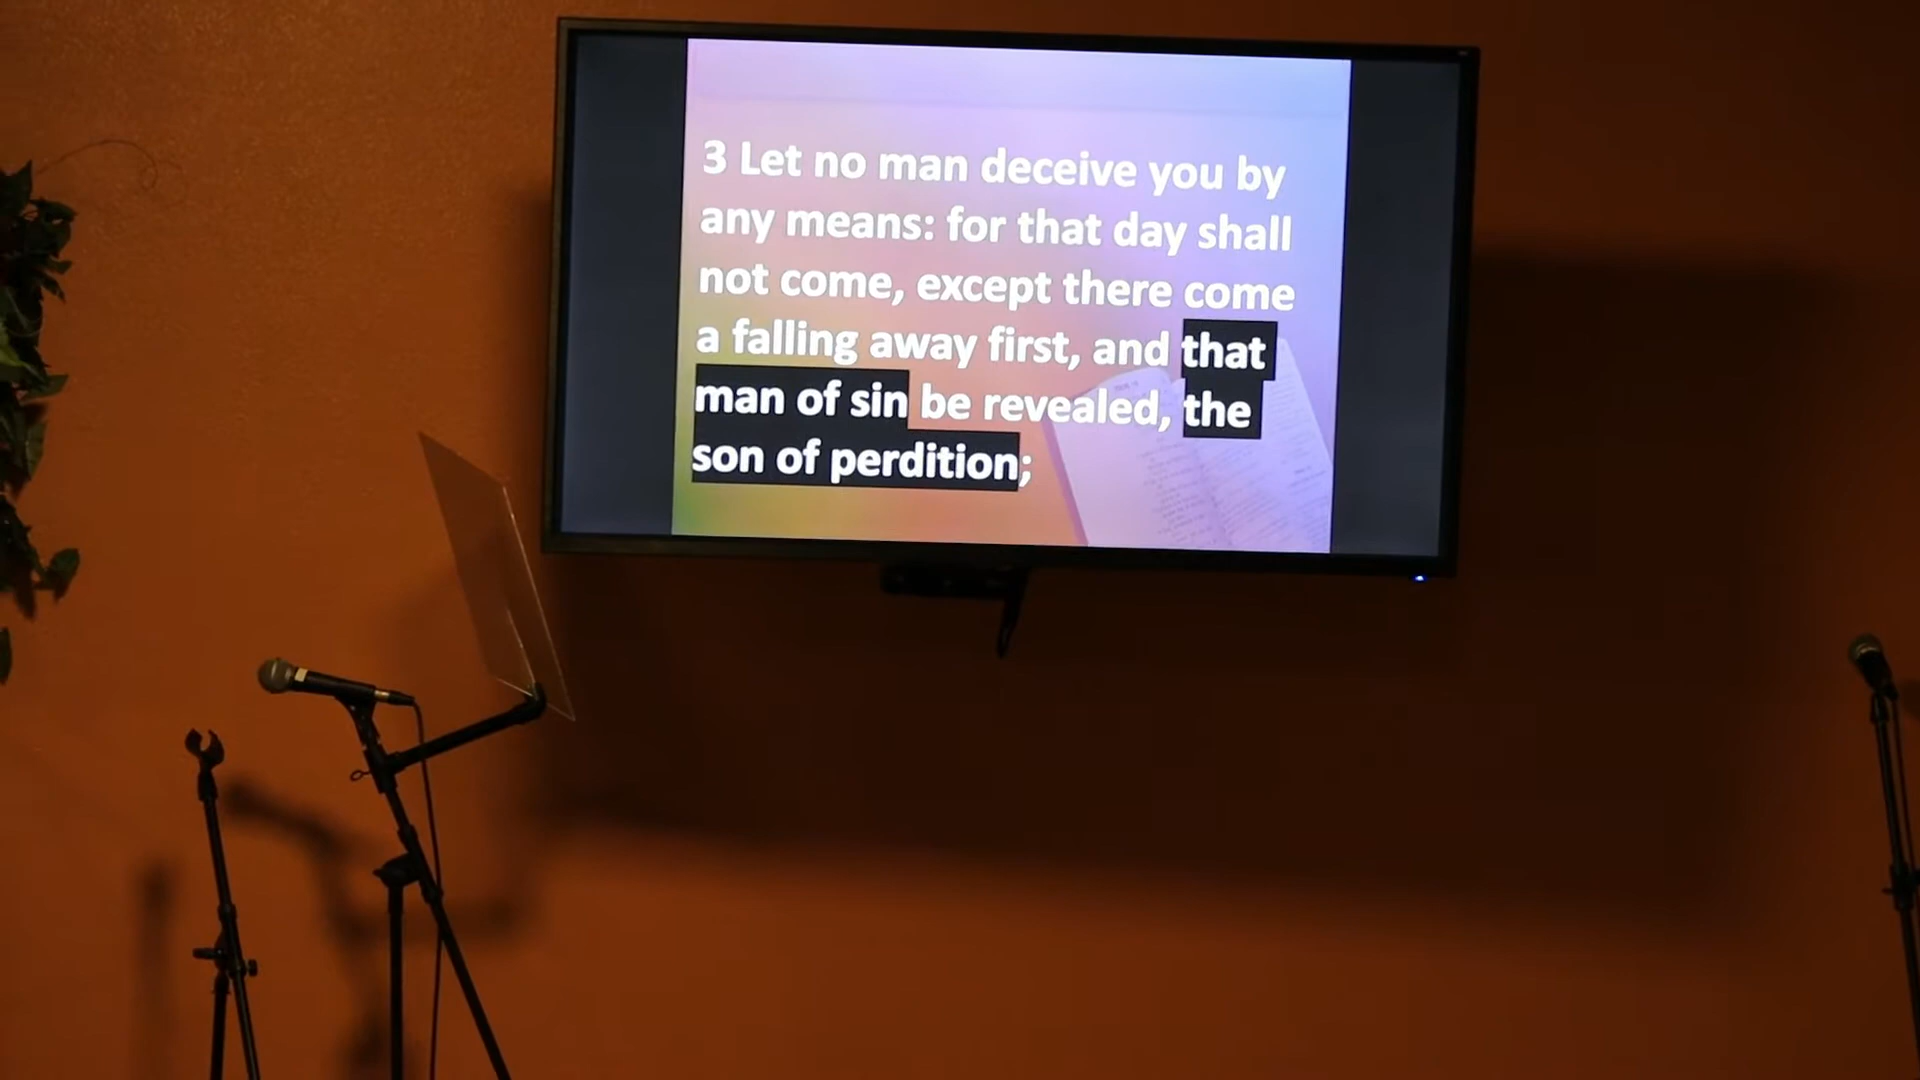 3 Let no man deceive you by
any means: for that day shall
not come, except there come
a falling away first, and that
man of sin be revealed, the
son of perdition;